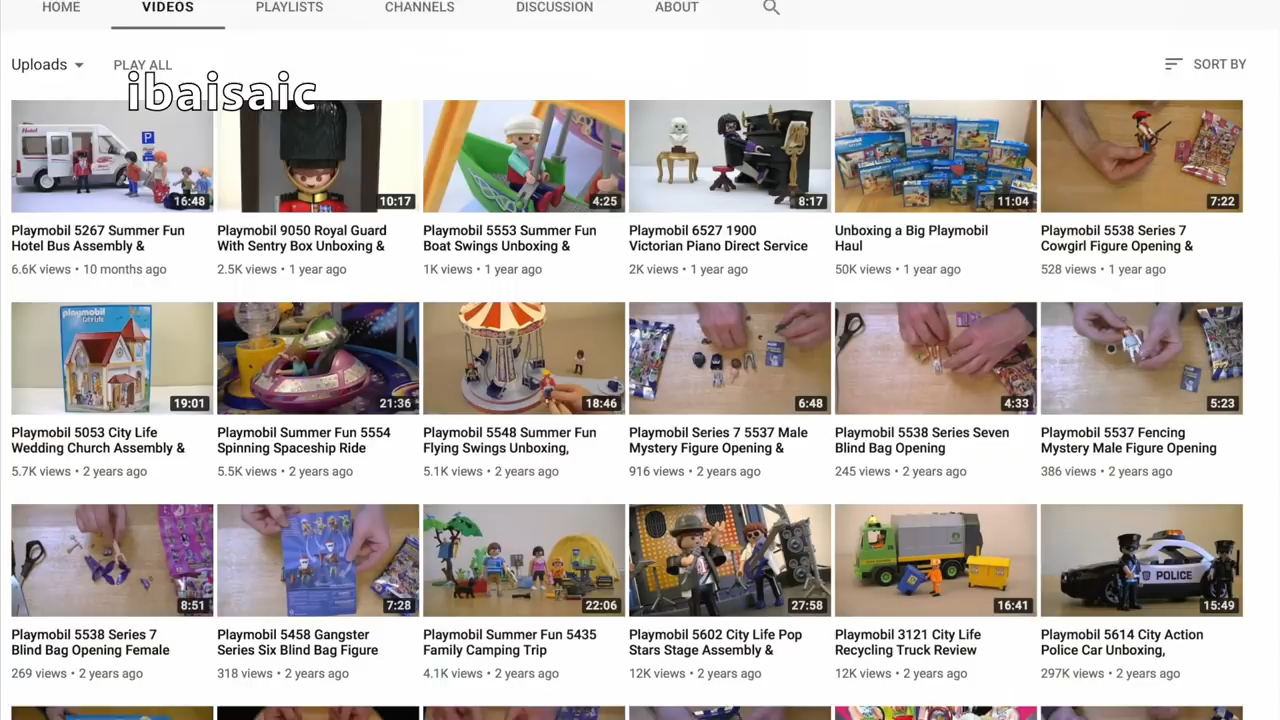 HOME VIDEOS PLAYLISTS CHANNELS DISCUSSION ABOUT
Uploads PLAY ALL SORT BY
ibaisaic
16:48 10:17 4:25 8:17 11:04 7:22
Playmobil 5267 Summer Fun
Hotel Bus Assembly &
6.6K views • 10 months ago
Playmobil 9050 Royal Guard
With Sentry Box Unboxing &
2.5K views • 1 year ago
Playmobil 5553 Summer Fun
Boat Swings Unboxing &
1K views • 1 year ago
Playmobil 6527 1900
Victorian Piano Direct Service
2K views • 1 year ago
Unboxing a Big Playmobil
Haul
50K views • 1 year ago
Playmobil 5538 Series 7
Cowgirl Figure Opening &
528 views • 1 year ago
playmobil
19:01 21:36 18:46 6:48 4:33 5:23
Playmobil 5053 City Life
Wedding Church Assembly &
5.7K views • 2 years ago
Playmobil Summer Fun 5554
Spinning Spaceship Ride
5.5K views • 2 years ago
Playmobil 5548 Summer Fun
Flying Swings Unboxing,
5.1K views • 2 years ago
Playmobil Series 7 5537 Male
Mystery Figure Opening &
916 views • 2 years ago
Playmobil 5538 Series Seven
Blind Bag Opening
245 views • 2 years ago
Playmobil 5537 Fencing
Mystery Male Figure Opening
386 views • 2 years ago
POLICE
8:51 7:28 22:06 27:58 16:41 15:49
Playmobil 5538 Series 7
Blind Bag Opening Female
269 views • 2 years ago
Playmobil 5458 Gangster
Series Six Blind Bag Figure
318 views • 2 years ago
Playmobil Summer Fun 5435
Family Camping Trip
4.1K views • 2 years ago
Playmobil 5602 City Life Pop
Stars Stage Assembly &
12K views • 2 years ago
Playmobil 3121 City Life
Recycling Truck Review
12K views • 2 years ago
Playmobil 5614 City Action
Police Car Unboxing,
297K views • 2 years ago